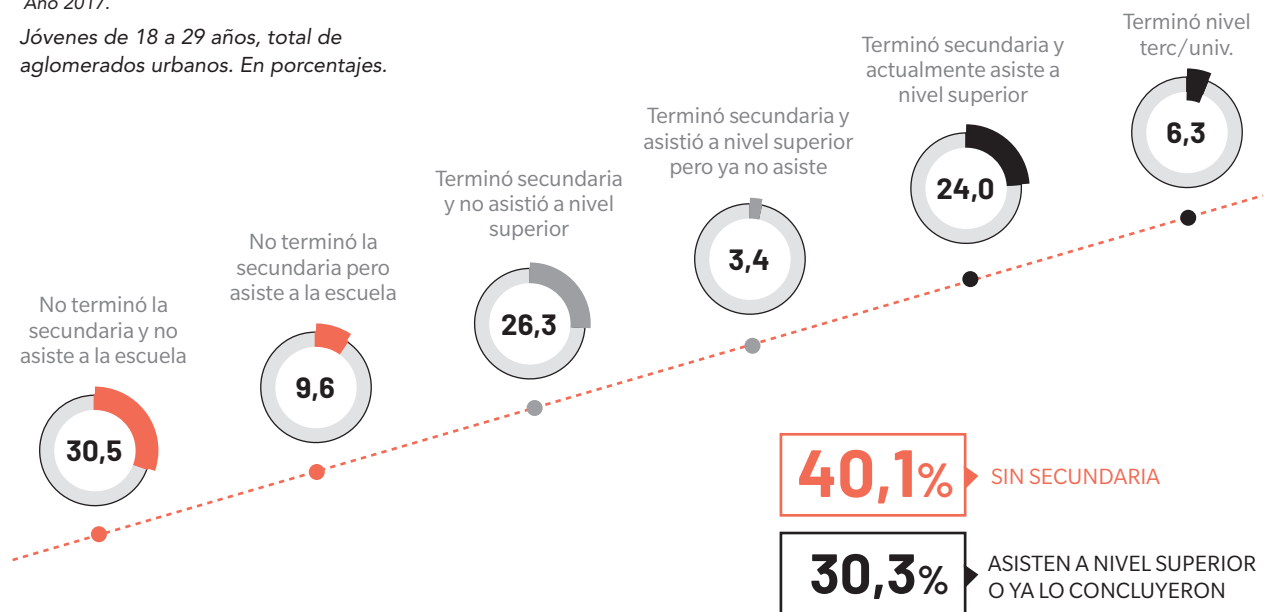 Año 2017.
Jóvenes de 18 a 29 años, total de
aglomerados urbanos. En porcentajes.
No terminó la
secundaria y no
asiste a la escuela
30,5
No terminó la
secundaria pero
asiste a la escuela
9,6
Terminó secundaria
y no asistió a nivel
superior
26,3
Terminó secundaria y
asistió a nivel superior
pero ya no asiste
3,4
Terminó secundaria y
actualmente asiste a
nivel superior
24,0
Terminó nivel
terc/univ.
6,3
40,1%
SIN SECUNDARIA
30,3%
ASISTEN A NIVEL SUPERIOR
O YA LO CONCLUYERON